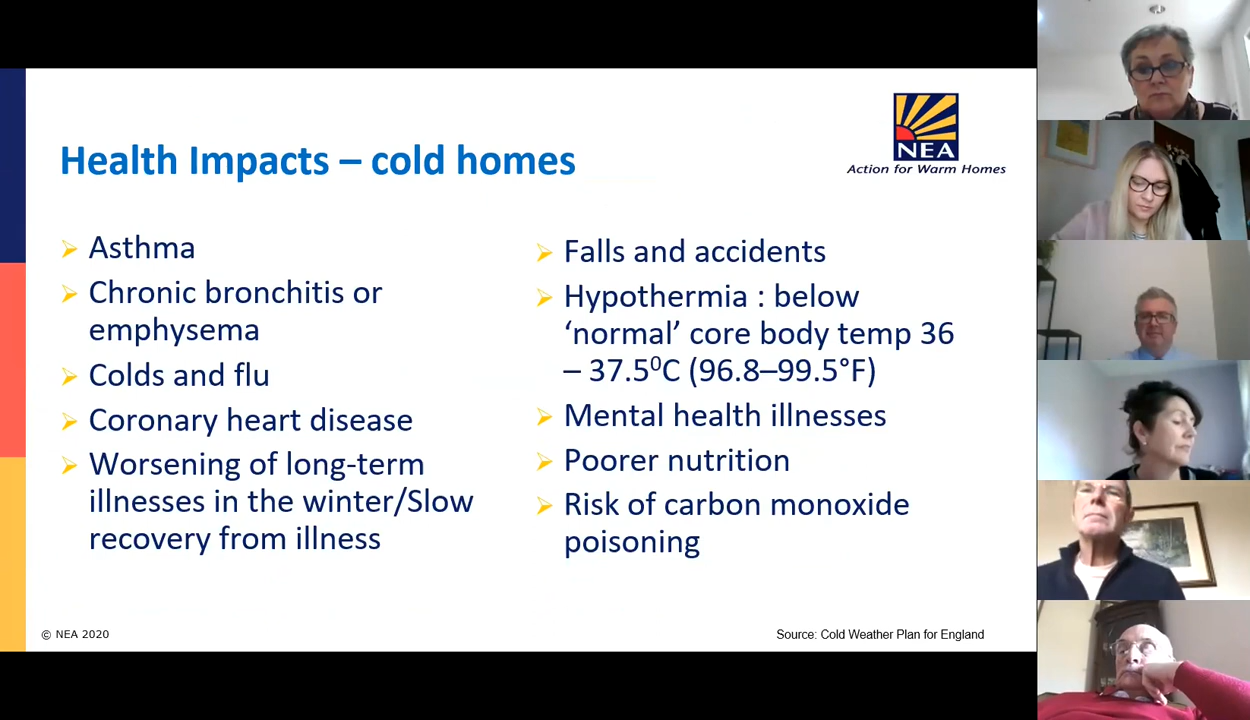 NEA
Action for Warm Homes
Health Impacts – cold homes
Asthma
Chronic bronchitis or
emphysema
Colds and flu
Coronary heart disease
Worsening of long-term
illnesses in the winter/Slow
recovery from illness
Falls and accidents
Hypothermia : below
‘normal’ core body temp 36
– 37.5⁰C (96.8–99.5°F)
Mental health illnesses
Poorer nutrition
Risk of carbon monoxide
poisoning
© NEA 2020
Source: Cold Weather Plan for England